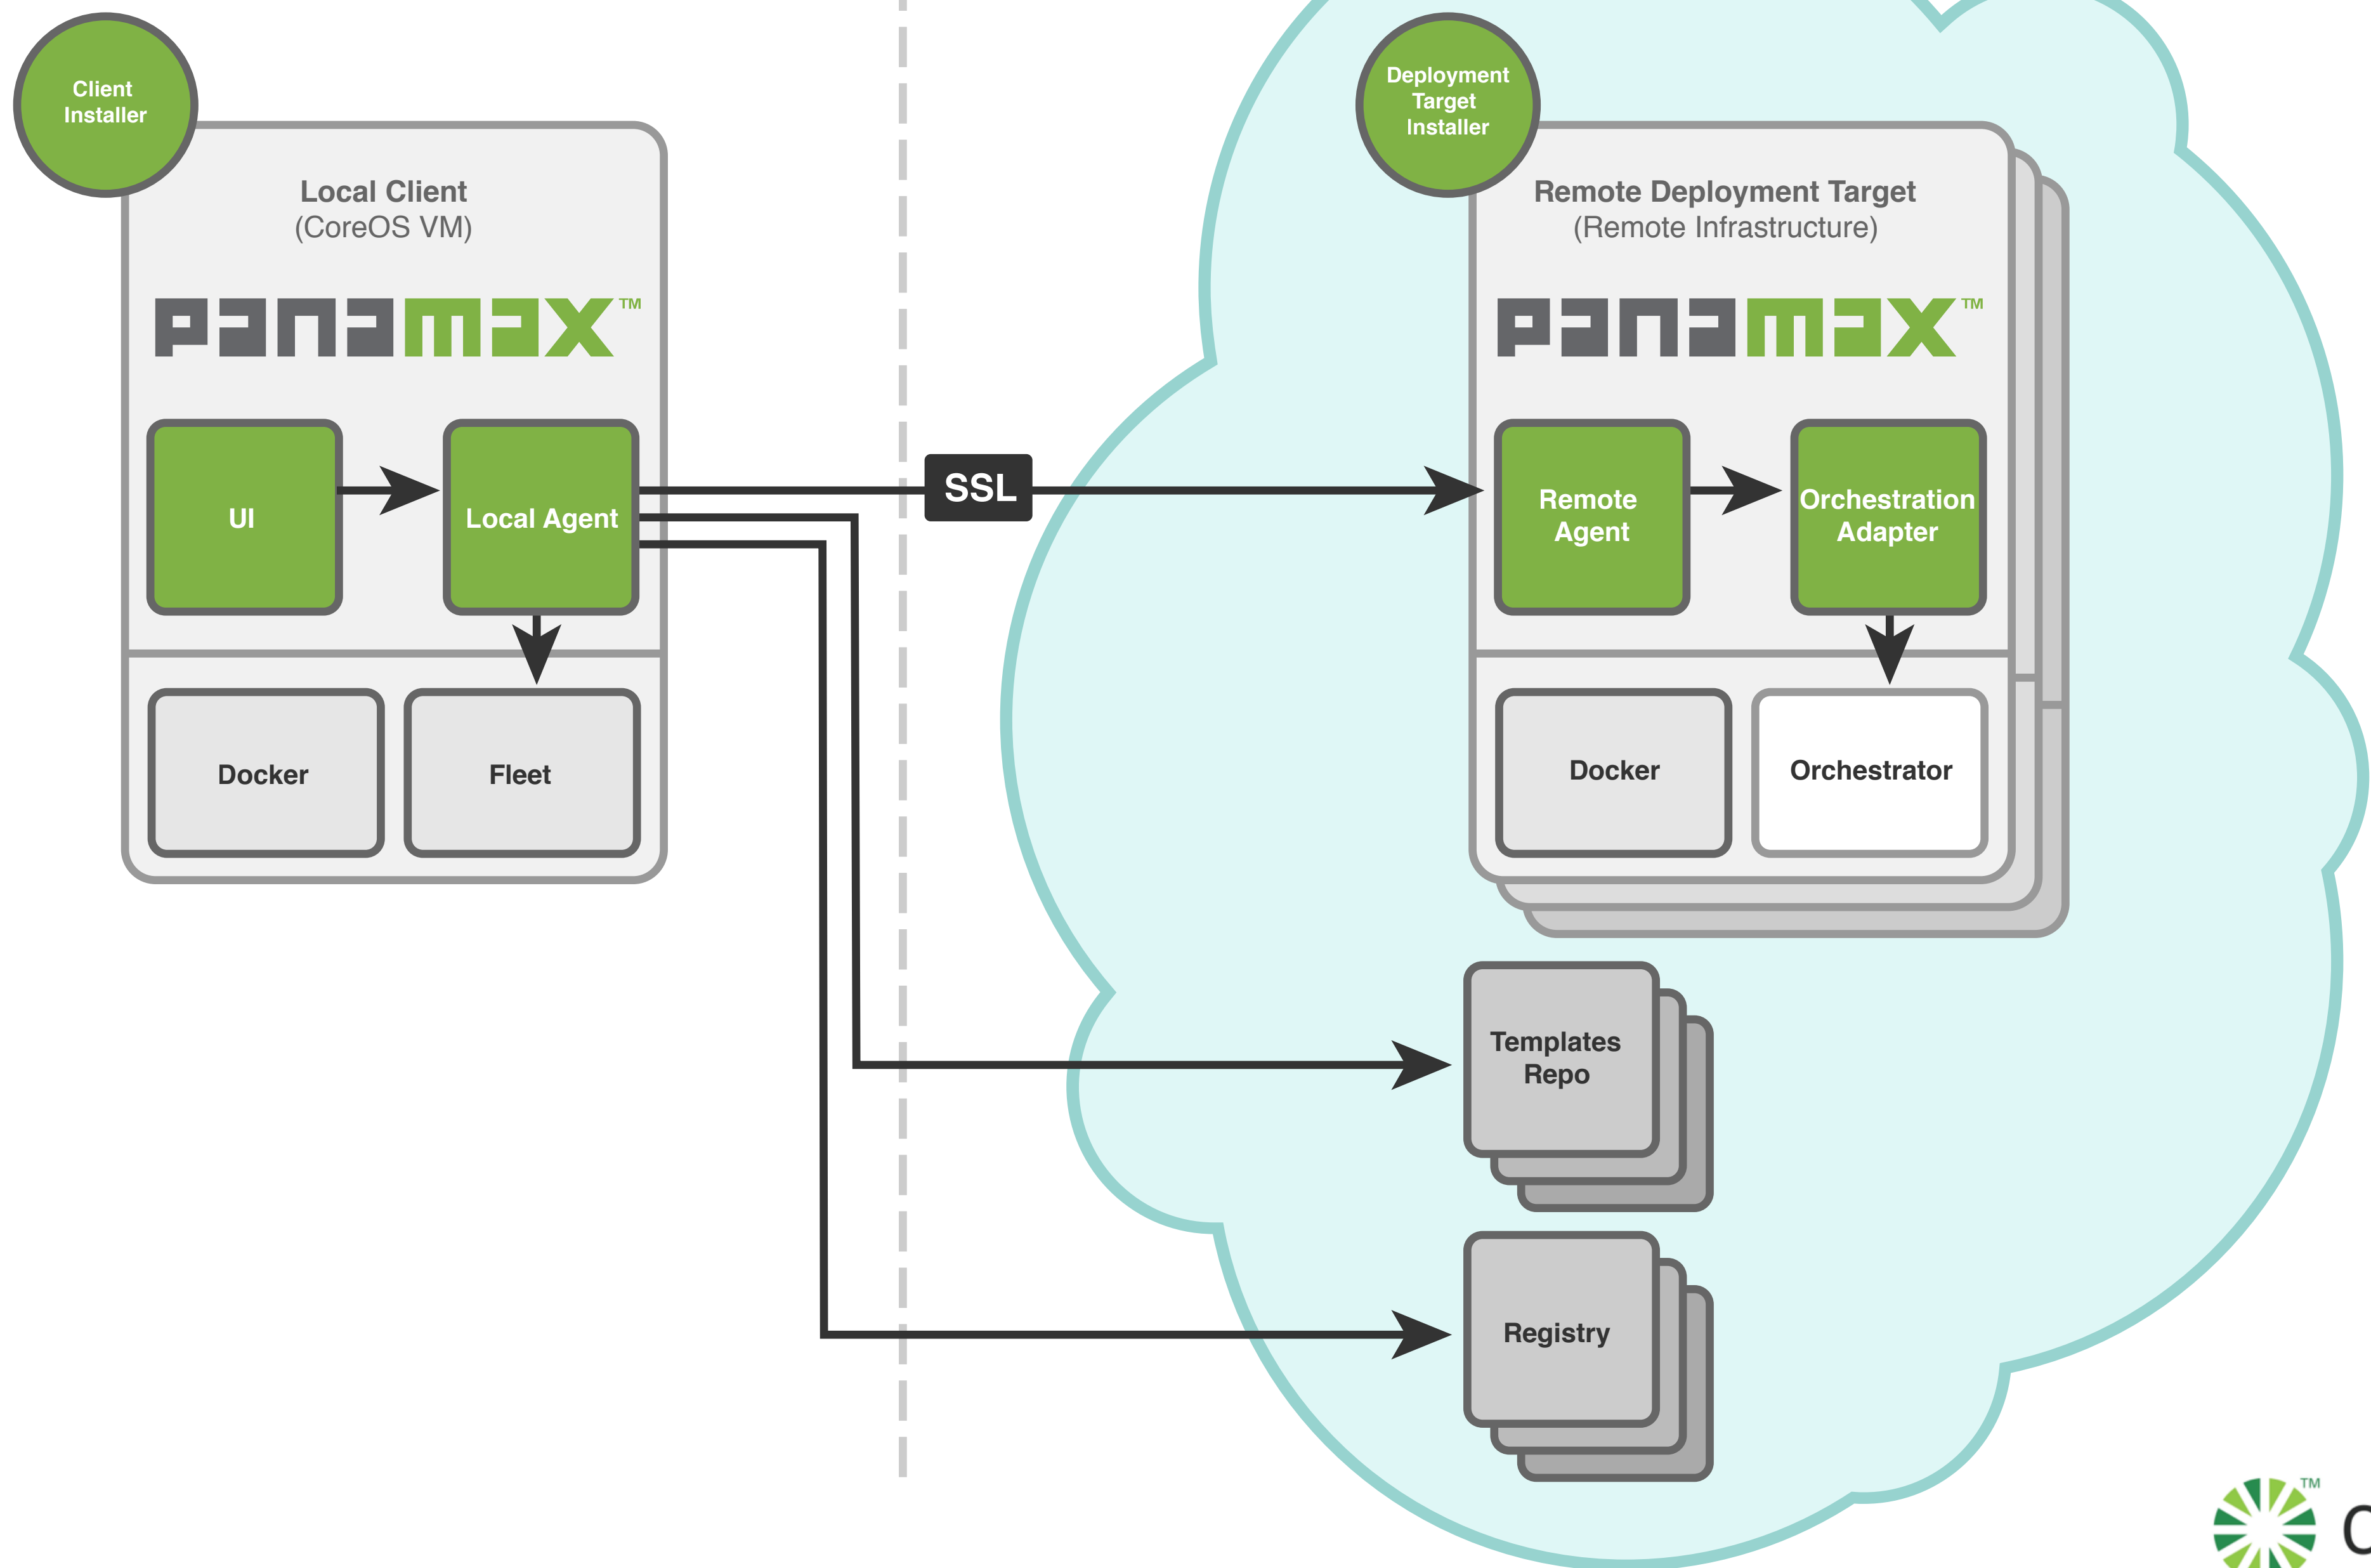 Client
Installer
Local Client
(CoreOS VM)
panamax™
UI
Local Agent
Docker
Fleet
SSL
Deployment
Target
Installer
Remote Deployment Target
(Remote Infrastructure)
panamax™
Remote
Agent
Orchestration
Adapter
Docker
Orchestrator
Templates
Repo
Registry
TM